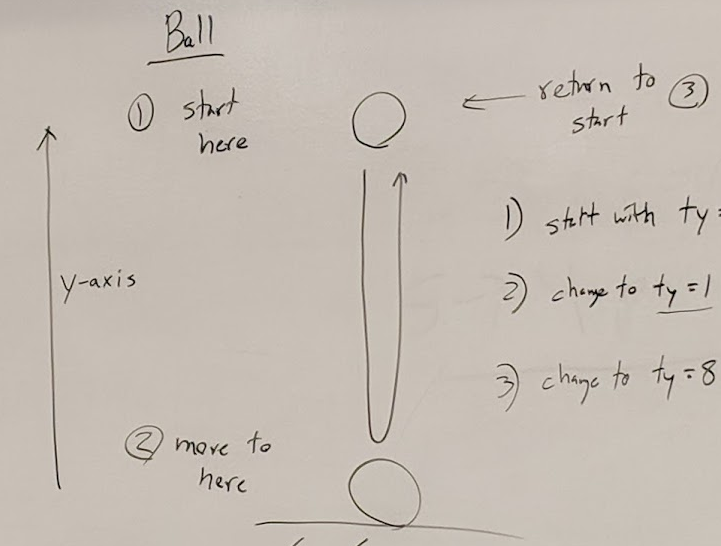 Ball
① start
here
← return to ③
start
y-axis
1) start with ty =
2) change to ty = 1
3) change to ty = 8
② move to
here